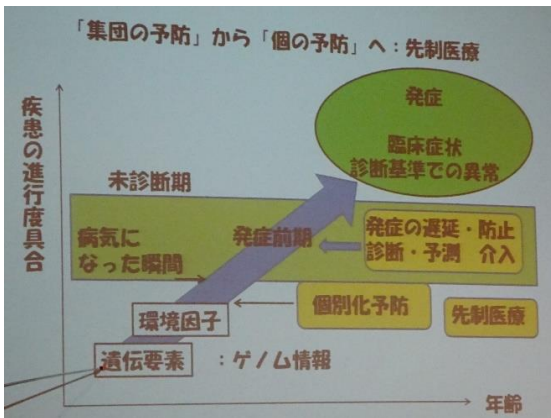 「集団の予防」から「個の予防」へ：先制医療
疾患の進行度具合
発症
臨床症状
診断基準での異常
未診断期
病気に
なった瞬間
発症前期
発症の遅延・防止
診断・予測 介入
個別化予防
先制医療
環境因子
遺伝要素 ：ゲノム情報
年齢